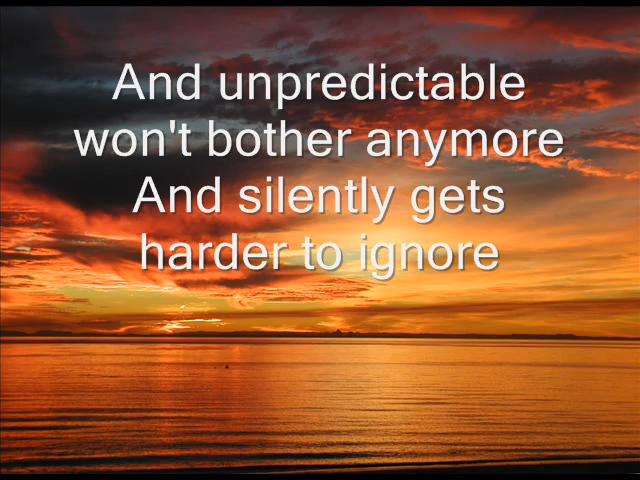 And unpredictable
won't bother anymore
And silently gets
harder to ignore